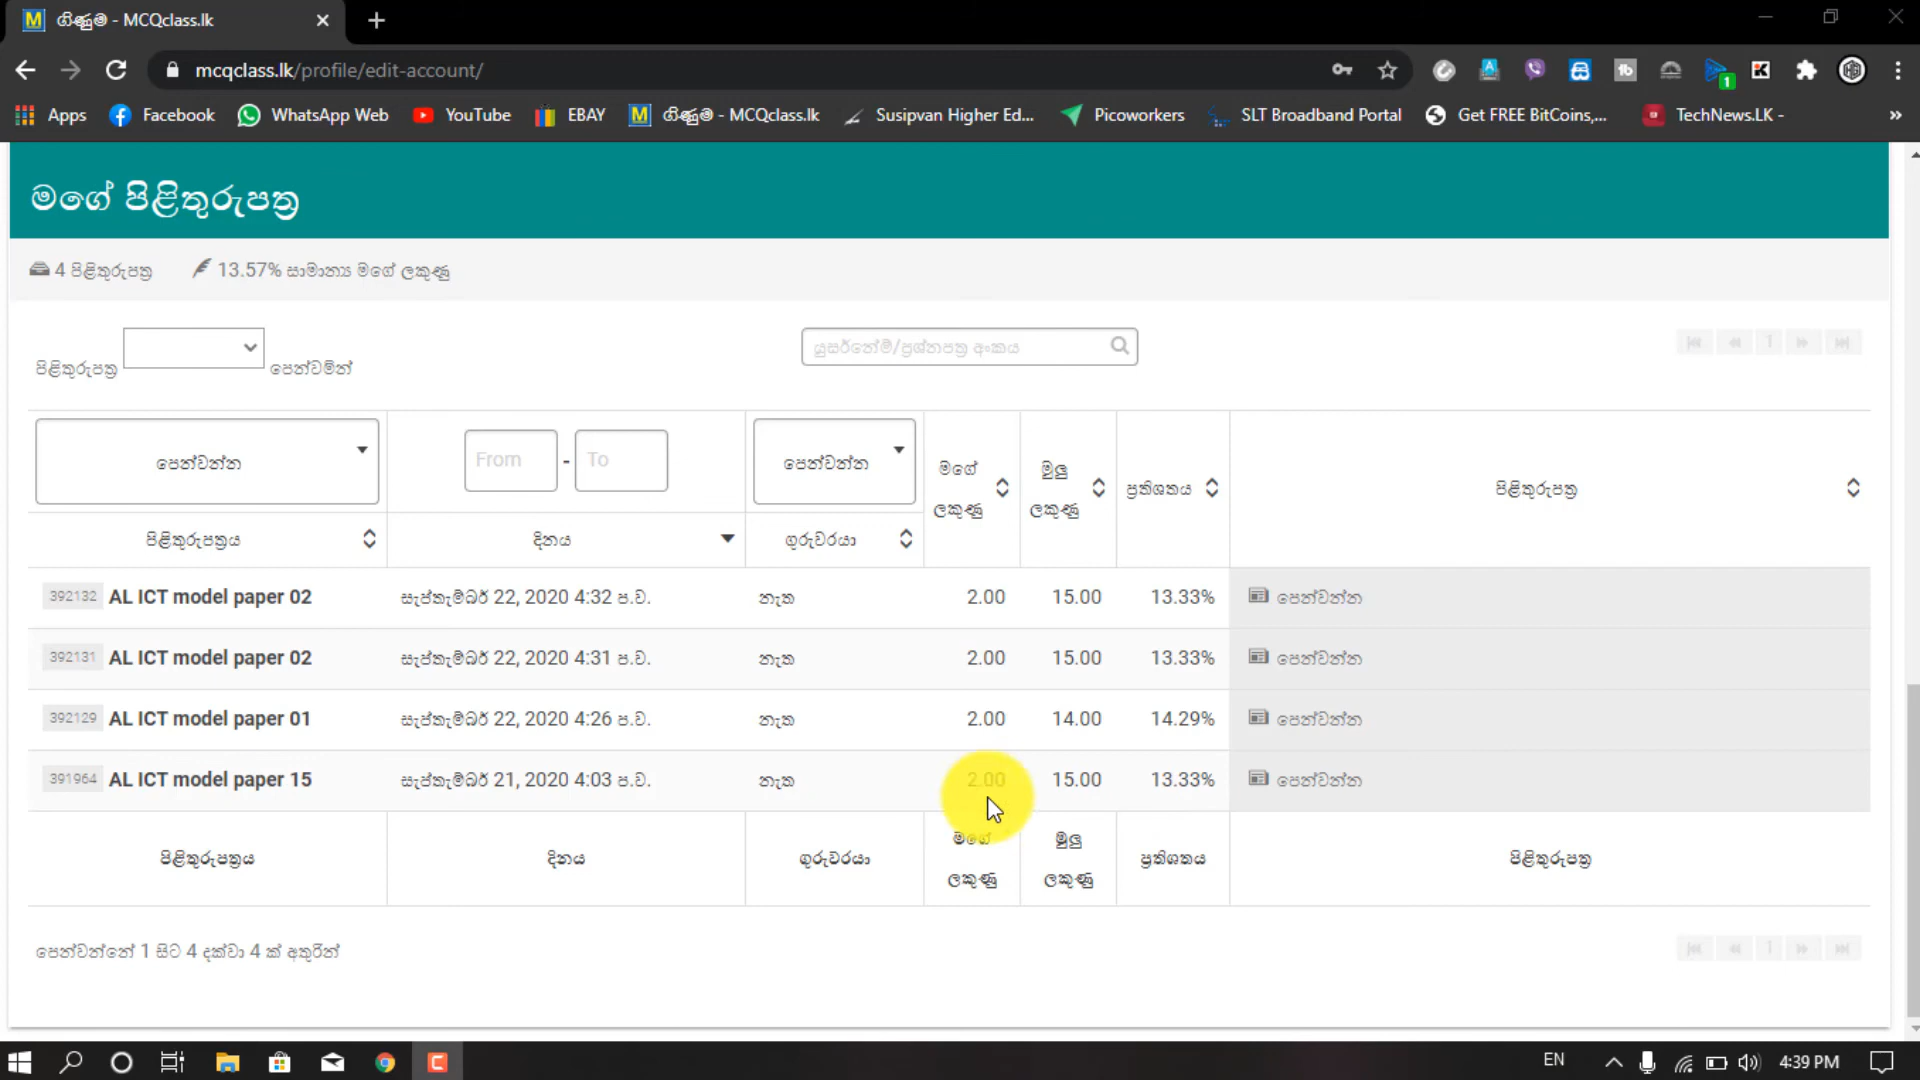 ගිණුම - MCQclass.lk
mcqclass.lk/profile/edit-account/
Apps Facebook WhatsApp Web YouTube EBAY ගිණුම - MCQclass.lk Susipvan Higher Ed... Picoworkers SLT Broadband Portal Get FREE BitCoins,... TechNews.LK - »
මගේ පිළිතුරුපත්‍ර
4 පිළිතුරුපත්‍ර 13.57% සාමාන්‍ය මගේ ලකුණු
පිළිතුරුපත්‍ර පෙන්වමින්
යුසර්නේම්/ප්‍රශ්නපත්‍ර අංකය
1
පෙන්වන්න From - To පෙන්වන්න
පිළිතුරුපත්‍රය දිනය ගුරුවරයා මගේ ලකුණු මුලු ලකුණු ප්‍රතිශතය පිළිතුරුපත්‍ර
392132 AL ICT model paper 02 සැප්තැම්බර් 22, 2020 4:32 ප.ව. නැත 2.00 15.00 13.33% පෙන්වන්න
392131 AL ICT model paper 02 සැප්තැම්බර් 22, 2020 4:31 ප.ව. නැත 2.00 15.00 13.33% පෙන්වන්න
392129 AL ICT model paper 01 සැප්තැම්බර් 22, 2020 4:26 ප.ව. නැත 2.00 14.00 14.29% පෙන්වන්න
391964 AL ICT model paper 15 සැප්තැම්බර් 21, 2020 4:03 ප.ව. නැත 2.00 15.00 13.33% පෙන්වන්න
පිළිතුරුපත්‍රය දිනය ගුරුවරයා මගේ ලකුණු මුලු ලකුණු ප්‍රතිශතය පිළිතුරුපත්‍ර
පෙන්වන්නේ 1 සිට 4 දක්වා 4 ක් අතුරින්
1
EN 4:39 PM